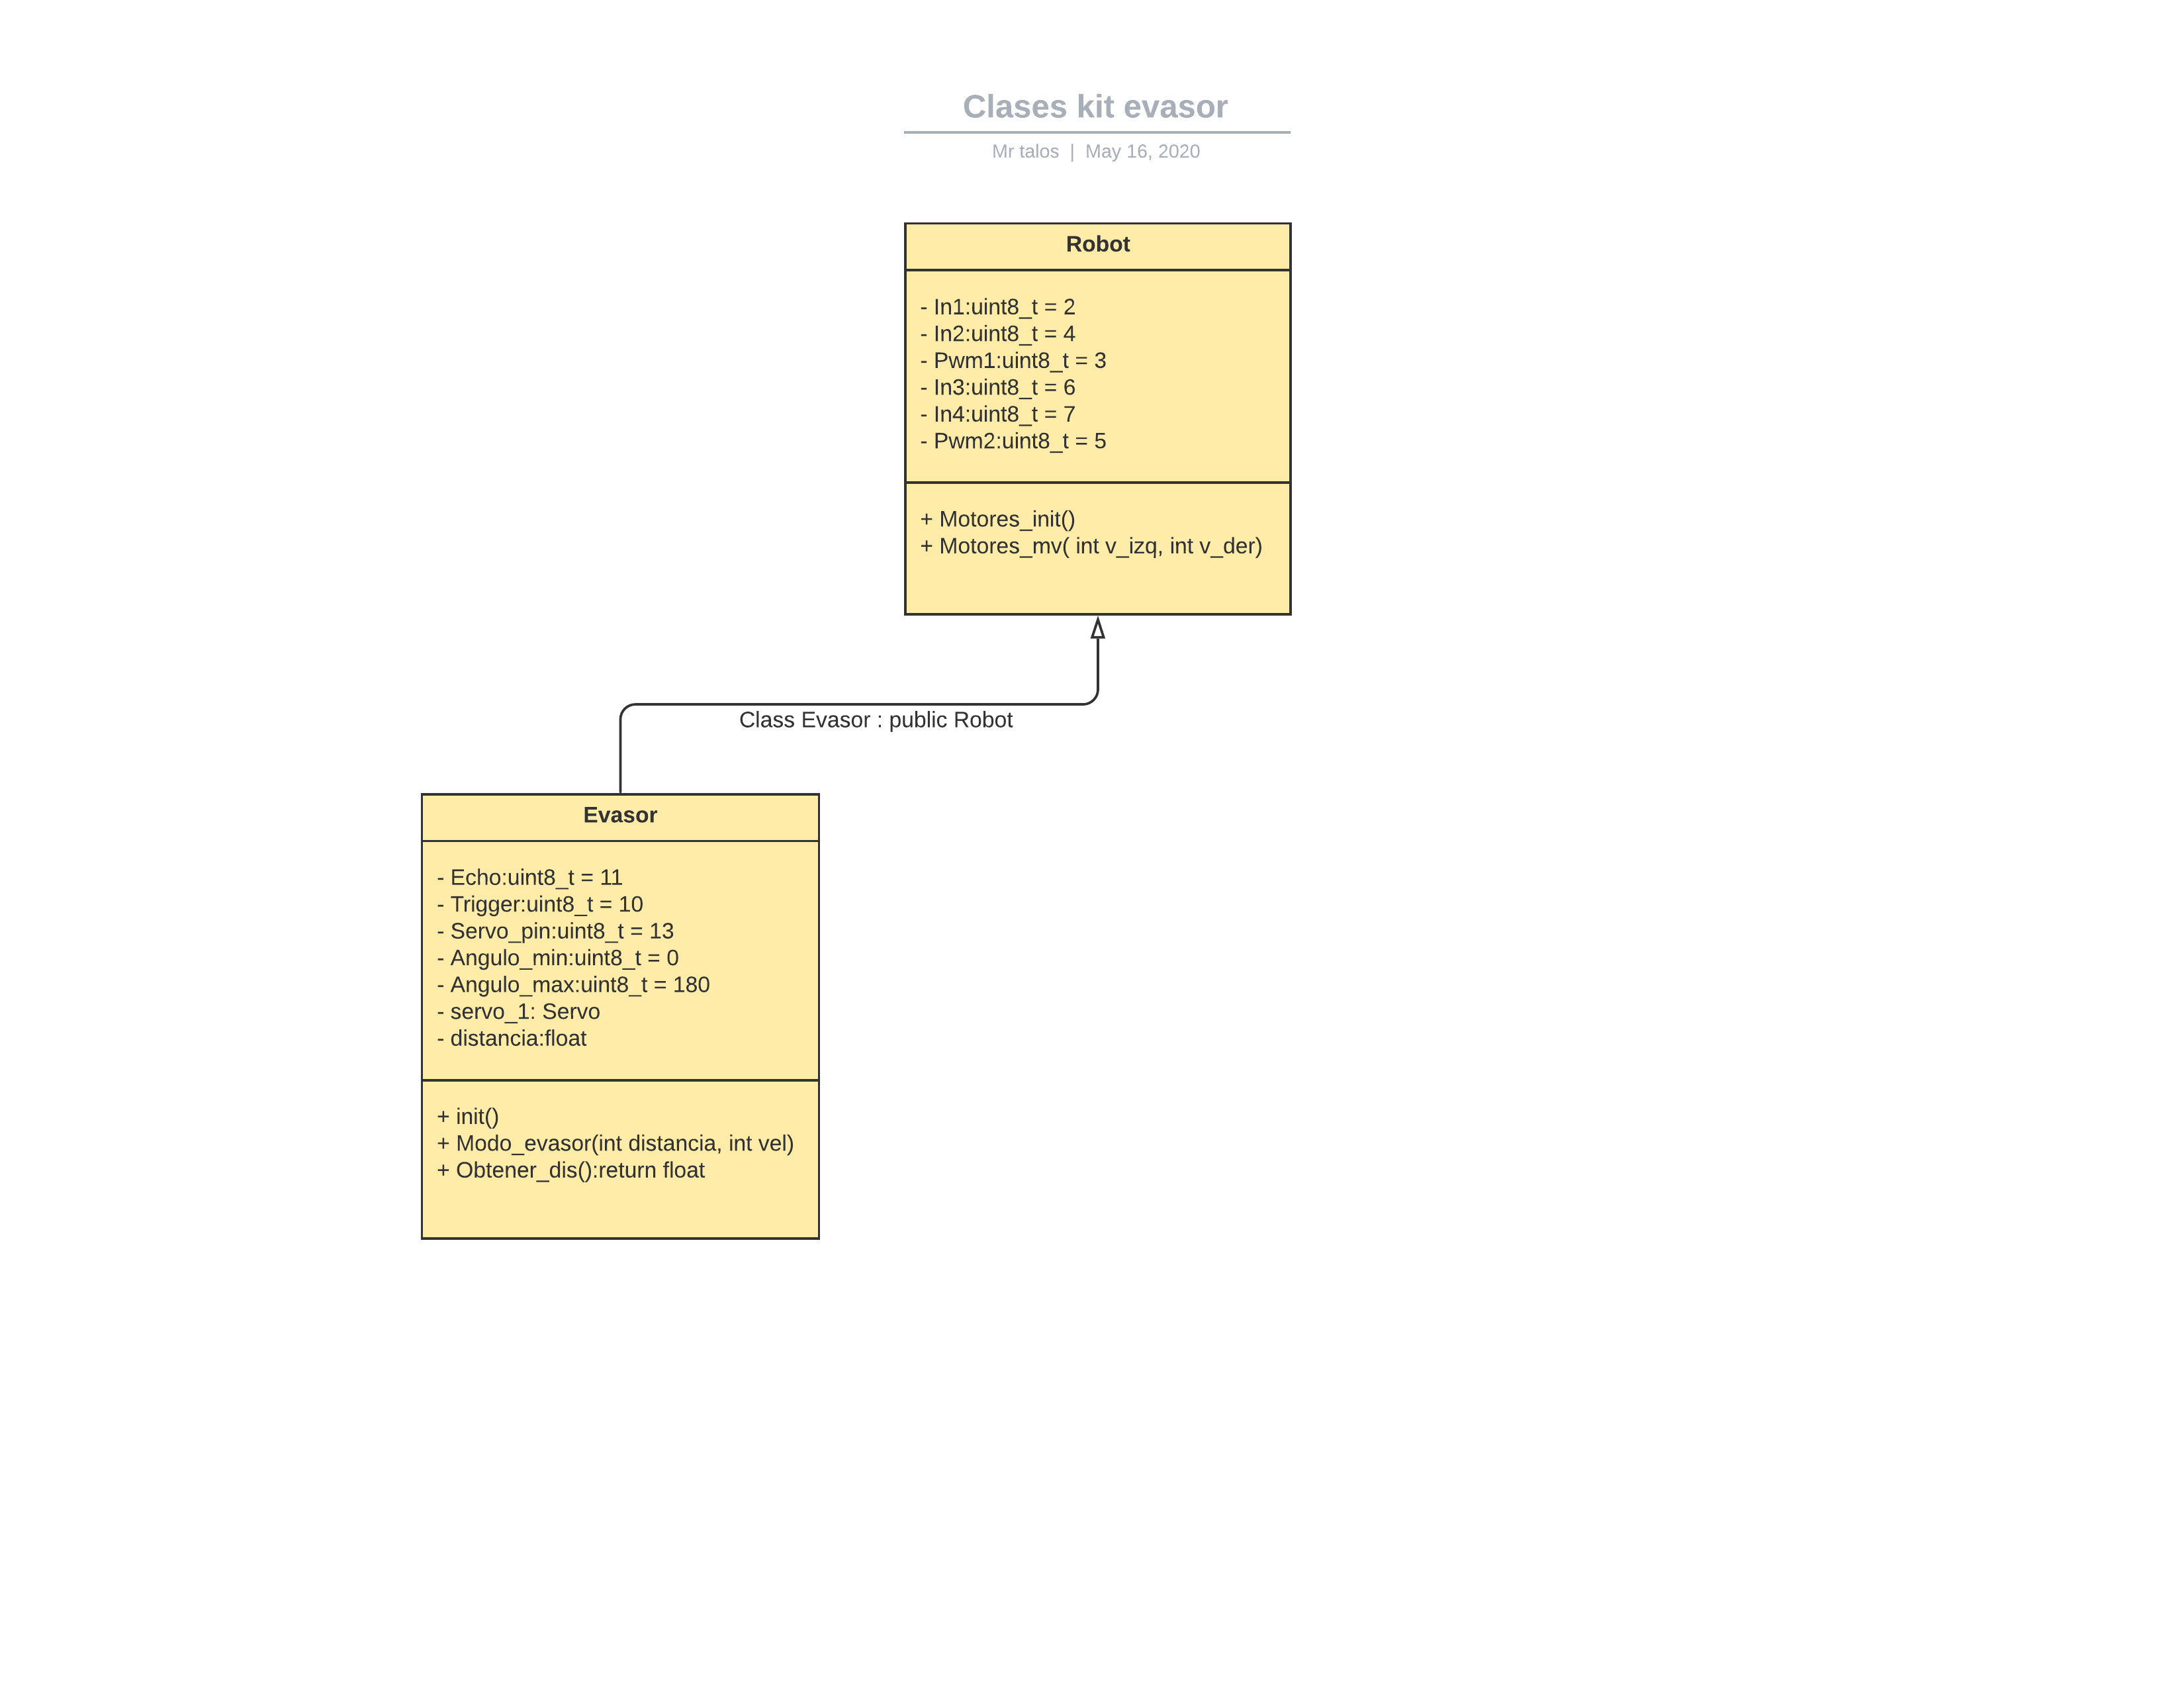 Clases kit evasor
Mr talos | May 16, 2020
Robot
- In1:uint8_t = 2
- In2:uint8_t = 4
- Pwm1:uint8_t = 3
- In3:uint8_t = 6
- In4:uint8_t = 7
- Pwm2:uint8_t = 5
+ Motores_init()
+ Motores_mv( int v_izq, int v_der)
Class Evasor : public Robot
Evasor
- Echo:uint8_t = 11
- Trigger:uint8_t = 10
- Servo_pin:uint8_t = 13
- Angulo_min:uint8_t = 0
- Angulo_max:uint8_t = 180
- servo_1: Servo
- distancia:float
+ init()
+ Modo_evasor(int distancia, int vel)
+ Obtener_dis():return float